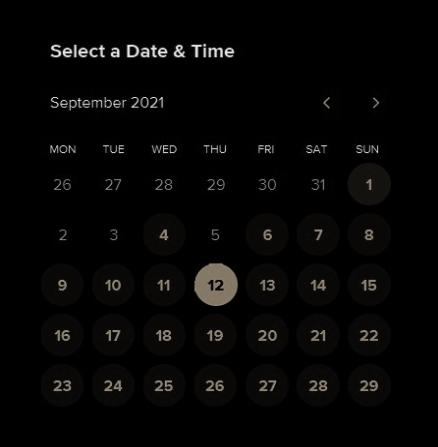 Select a Date & Time
September 2021
MON TUE WED THU FRI SAT SUN
26 27 28 29 30 31 1
2 3 4 5 6 7 8
9 10 11 12 13 14 15
16 17 18 19 20 21 22
23 24 25 26 27 28 29